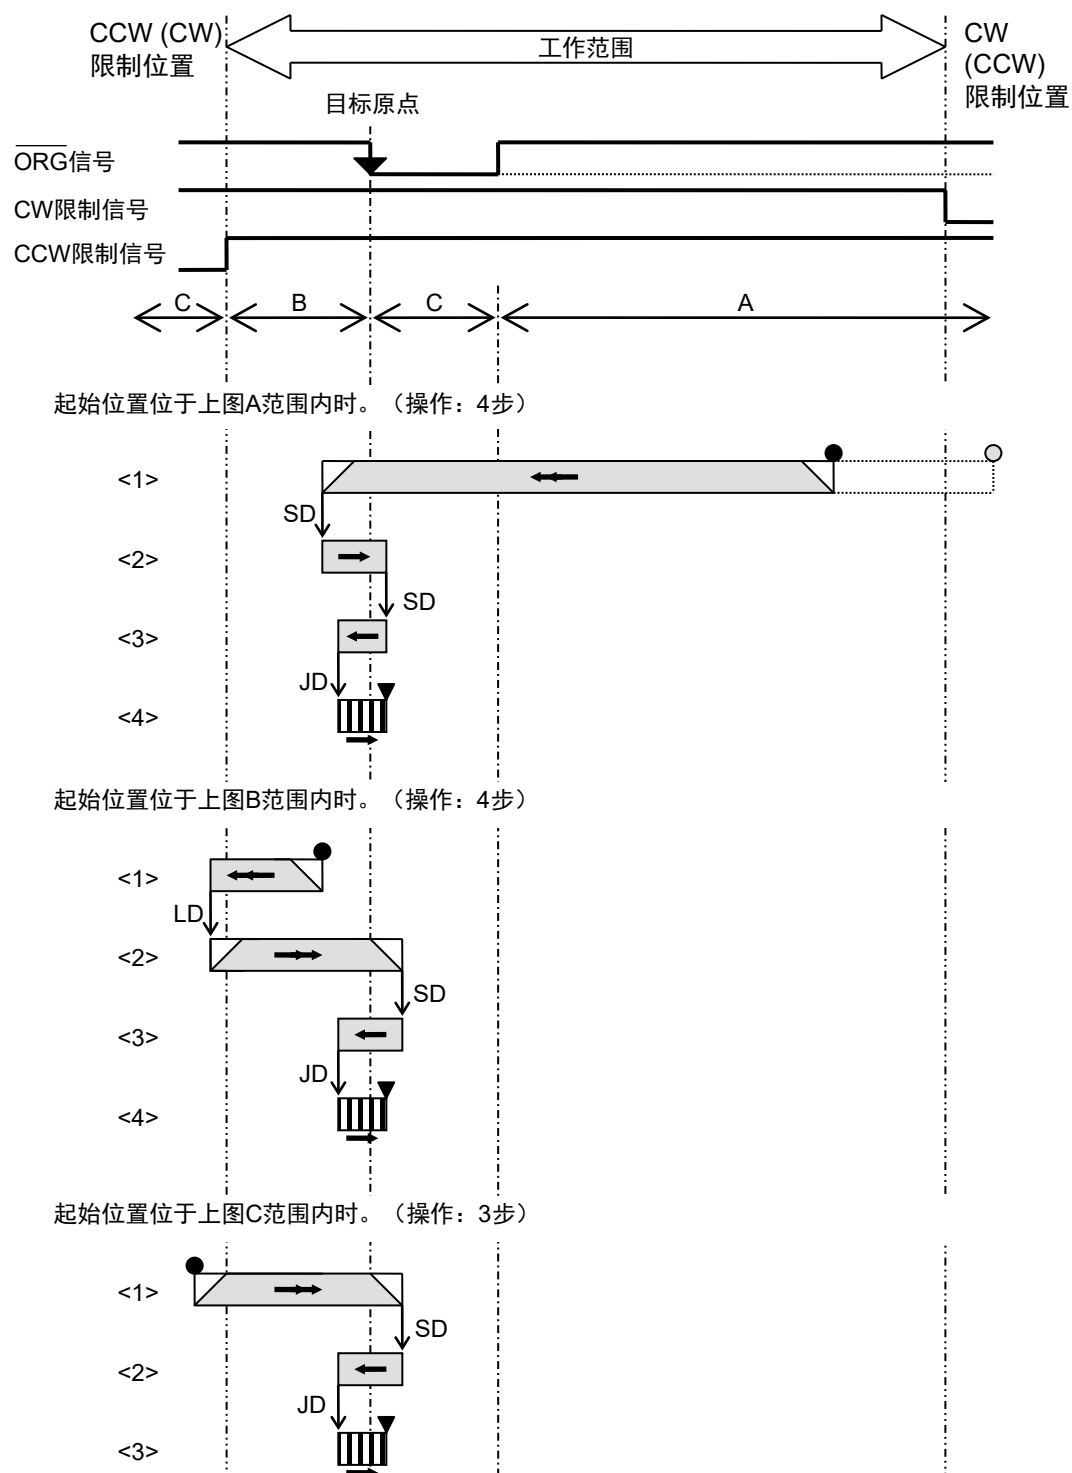 CCW (CW)
限制位置
工作范围
CW
(CCW)
限制位置
目标原点
ORG信号
CW限制信号
CCW限制信号
C
B
C
A
起始位置位于上图A范围内时。（操作：4步）
<1>
SD
<2>
SD
<3>
JD
<4>
起始位置位于上图B范围内时。（操作：4步）
<1>
LD
<2>
SD
<3>
JD
<4>
起始位置位于上图C范围内时。（操作：3步）
<1>
SD
<2>
JD
<3>